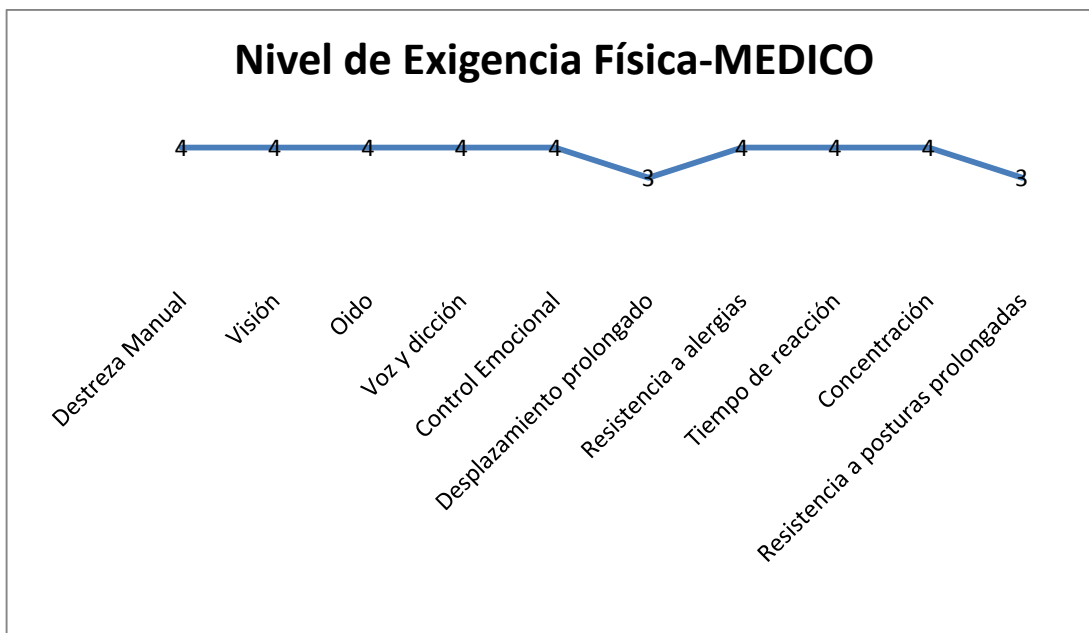 Nivel de Exigencia Física-MEDICO
4 4 4 4 4 3 4 4 4 3
Destreza Manual
Visión
Oido
Voz y dicción
Control Emocional
Desplazamiento prolongado
Resistencia a alergias
Tiempo de reacción
Concentración
Resistencia a posturas prolongadas